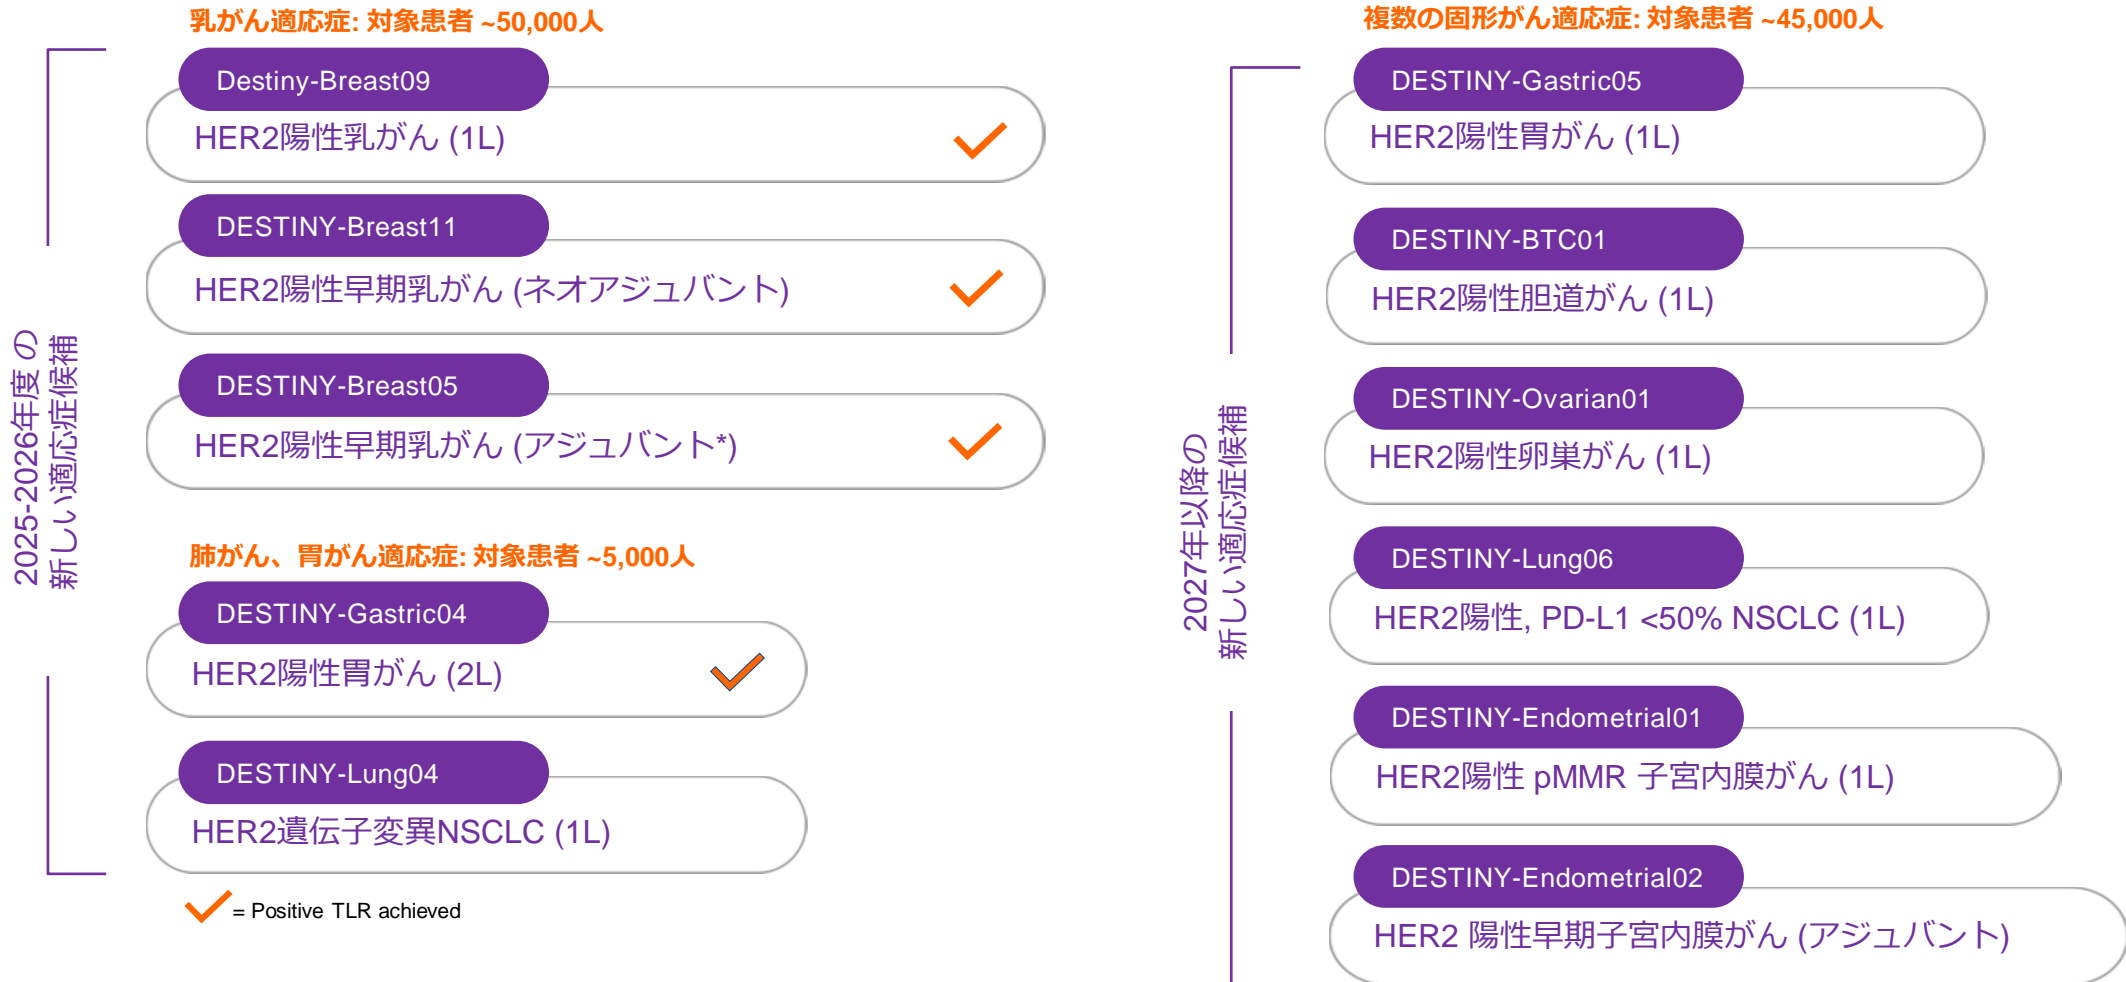 乳がん適応症: 対象患者 ~50,000人
2025-2026年度 の
新しい適応症候補
Destiny-Breast09
HER2陽性乳がん (1L)
DESTINY-Breast11
HER2陽性早期乳がん (ネオアジュバント)
DESTINY-Breast05
HER2陽性早期乳がん (アジュバント*)
肺がん、胃がん適応症: 対象患者 ~5,000人
DESTINY-Gastric04
HER2陽性胃がん (2L)
DESTINY-Lung04
HER2遺伝子変異NSCLC (1L)
= Positive TLR achieved
複数の固形がん適応症: 対象患者 ~45,000人
2027年以降の
新しい適応症候補
DESTINY-Gastric05
HER2陽性胃がん (1L)
DESTINY-BTC01
HER2陽性胆道がん (1L)
DESTINY-Ovarian01
HER2陽性卵巣がん (1L)
DESTINY-Lung06
HER2陽性, PD-L1 <50% NSCLC (1L)
DESTINY-Endometrial01
HER2陽性 pMMR 子宮内膜がん (1L)
DESTINY-Endometrial02
HER2 陽性早期子宮内膜がん (アジュバント)